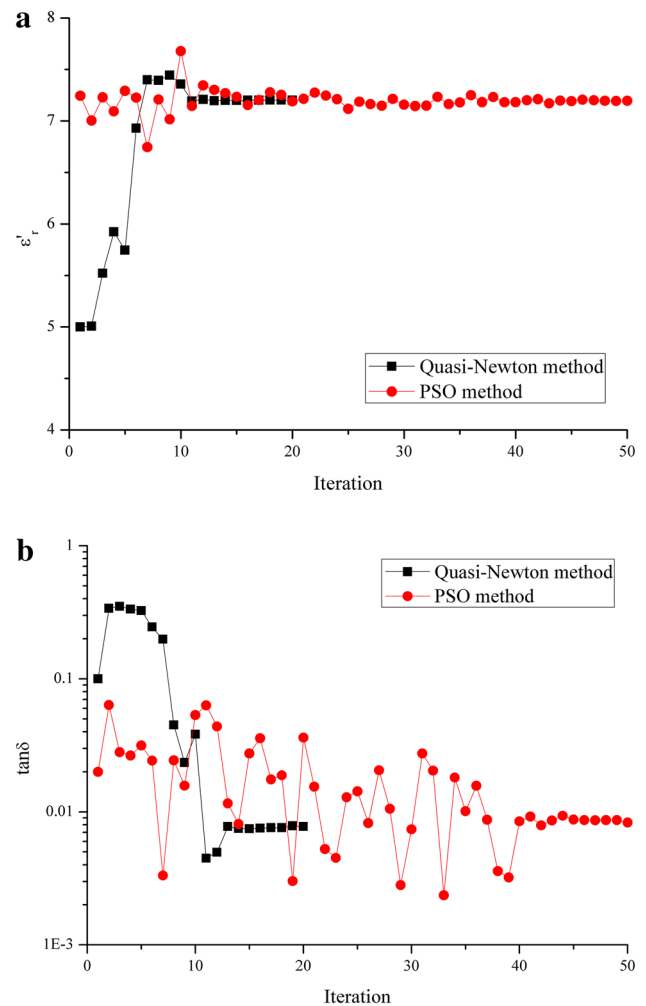 a
8
7
6
5
4
ε'r
0
10
20
30
40
50
Iteration
Quasi-Newton method
PSO method
b
1
0.1
0.01
1E-3
tanδ
0
10
20
30
40
50
Iteration
Quasi-Newton method
PSO method